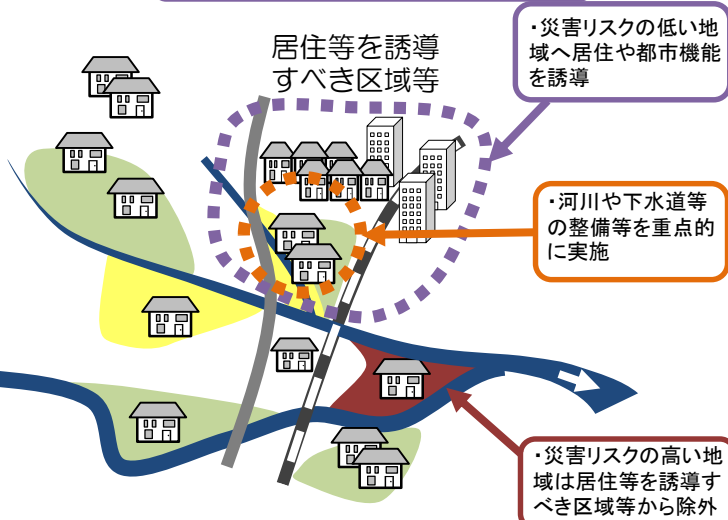 居住等を誘導
すべき区域等
・災害リスクの低い地
域へ居住や都市機能
を誘導
・河川や下水道等
の整備等を重点的
に実施
・災害リスクの高い地
域は居住等を誘導す
べき区域等から除外